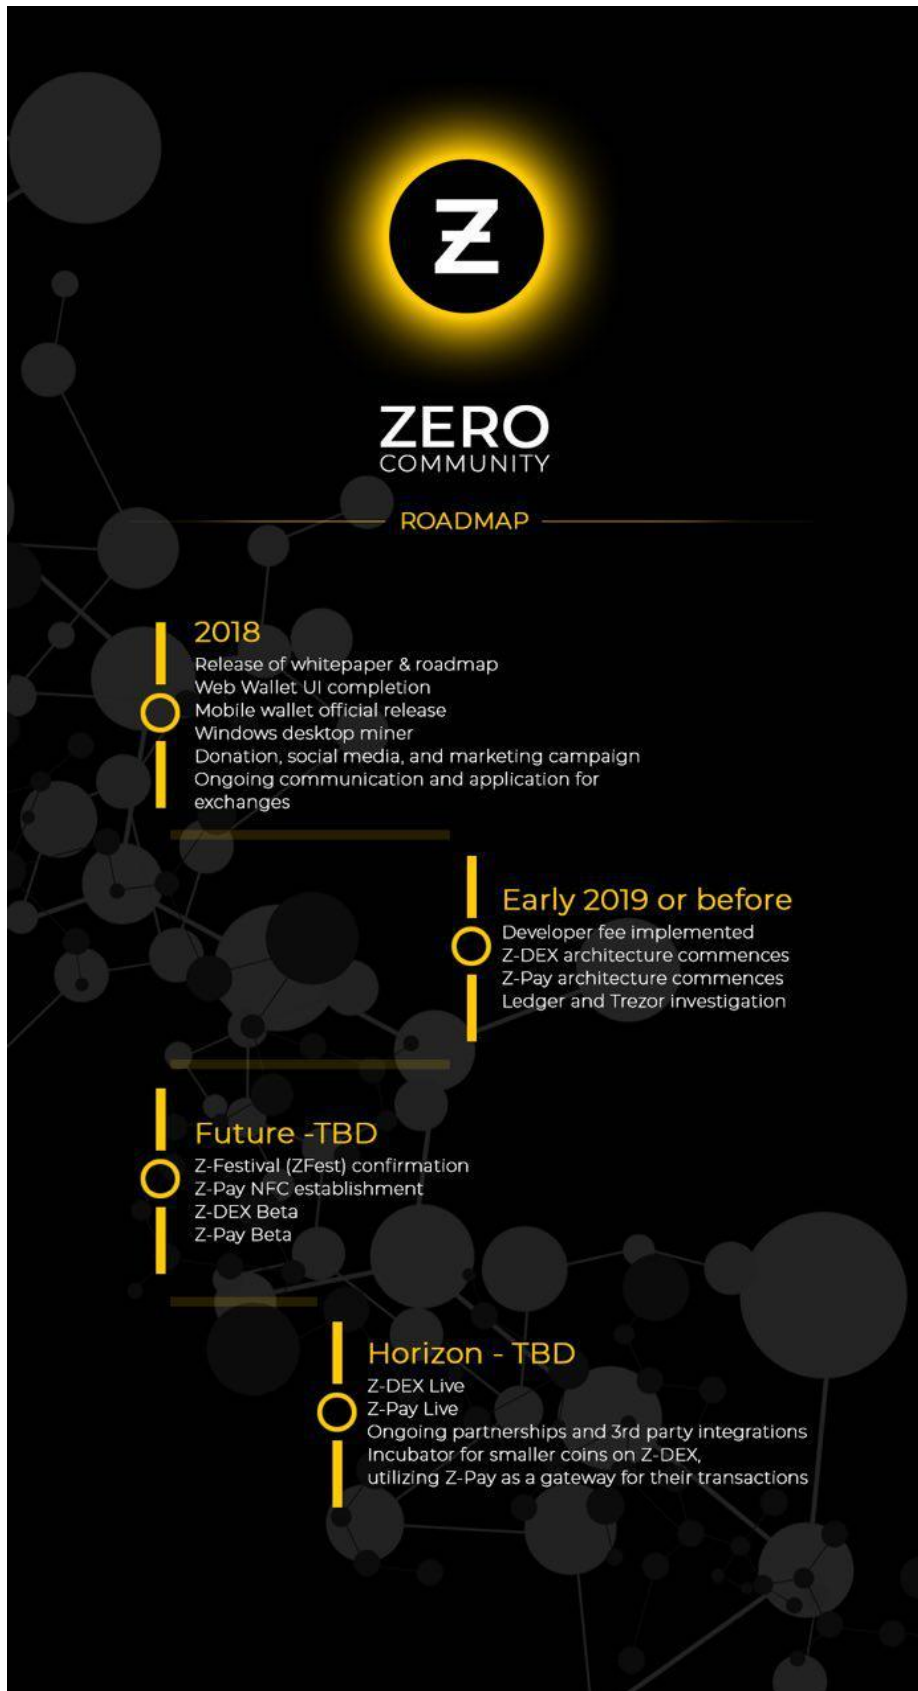 Z
ZERO
COMMUNITY
ROADMAP
2018
Release of whitepaper & roadmap
Web Wallet UI completion
Mobile wallet official release
Windows desktop miner
Donation, social media, and marketing campaign
Ongoing communication and application for
exchanges
Early 2019 or before
Developer fee implemented
Z-DEX architecture commences
Z-Pay architecture commences
Ledger and Trezor investigation
Future -TBD
Z-Festival (ZFest) confirmation
Z-Pay NFC establishment
Z-DEX Beta
Z-Pay Beta
Horizon - TBD
Z-DEX Live
Z-Pay Live
Ongoing partnerships and 3rd party integrations
Incubator for smaller coins on Z-DEX,
utilizing Z-Pay as a gateway for their transactions